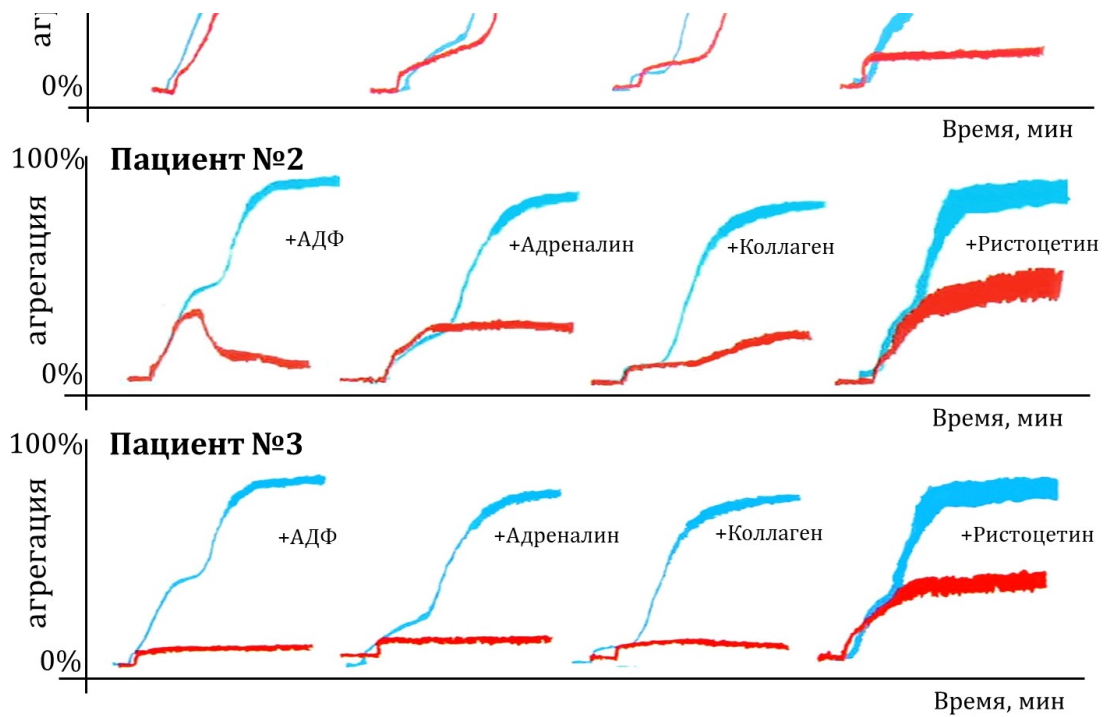 0%
Время, мин
100%
Пациент №2
+АДФ
+Адреналин
+Коллаген
+Ристоцетин
агрегация
0%
Время, мин
100%
Пациент №3
+АДФ
+Адреналин
+Коллаген
+Ристоцетин
агрегация
0%
Время, мин